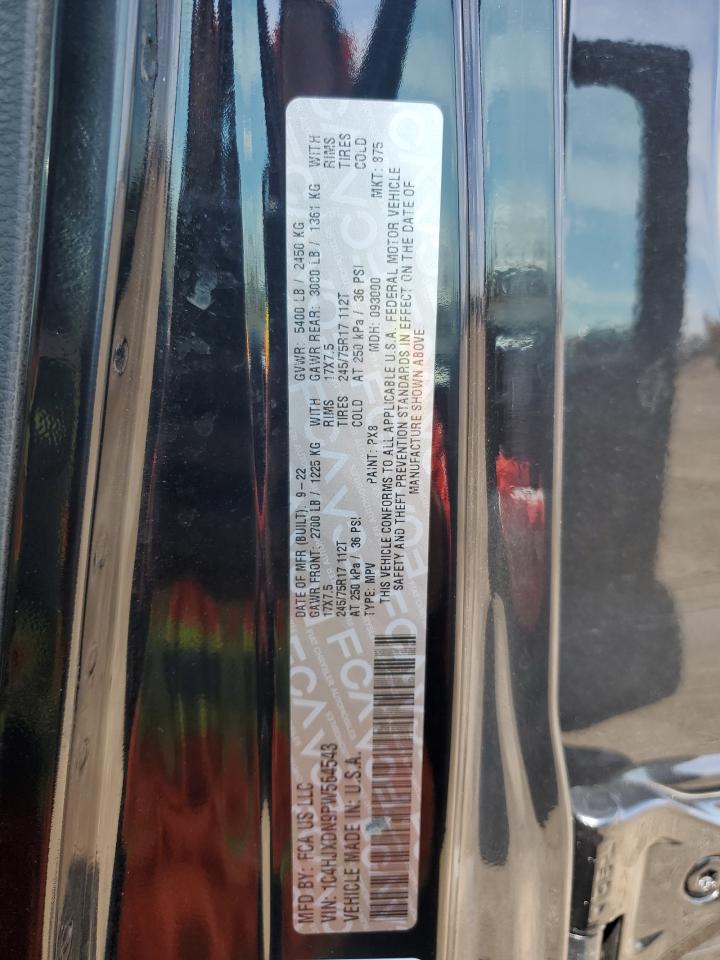 MFD BY: FCA US LLC
DATE OF MFR (BUILT): 9-22
GVWR: 5400 LB / 2450 KG
VIN: 1C4HJXDN9PW564543
GAWR FRONT: 2700 LB / 1225 KG WITH
GAWR REAR: 3000 LB / 1361 KG WITH
VEHICLE MADE IN: U.S.A.
17X7.5 RIMS
17X7.5 RIMS
245/75R17 112T TIRES
245/75R17 112T TIRES
AT 250 kPa / 36 PSI COLD
AT 250 kPa / 36 PSI COLD
TYPE: MPV
PAINT: PX8
MDH: 093000
MKT: 875
THIS VEHICLE CONFORMS TO ALL APPLICABLE U.S.A. FEDERAL MOTOR VEHICLE
SAFETY AND THEFT PREVENTION STANDARDS IN EFFECT ON THE DATE OF
MANUFACTURE SHOWN ABOVE